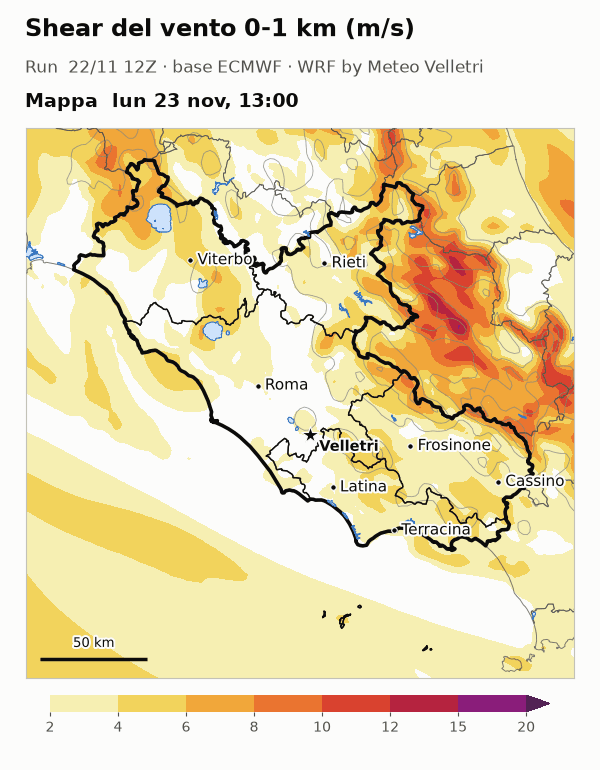 Shear del vento 0-1 km (m/s)
Run  22/11 12Z · base ECMWF · WRF by Meteo Velletri
Mappa  lun 23 nov, 13:00
Viterbo
Rieti
Roma
Velletri
Frosinone
Latina
Cassino
Terracina
50 km
2 4 6 8 10 12 15 20